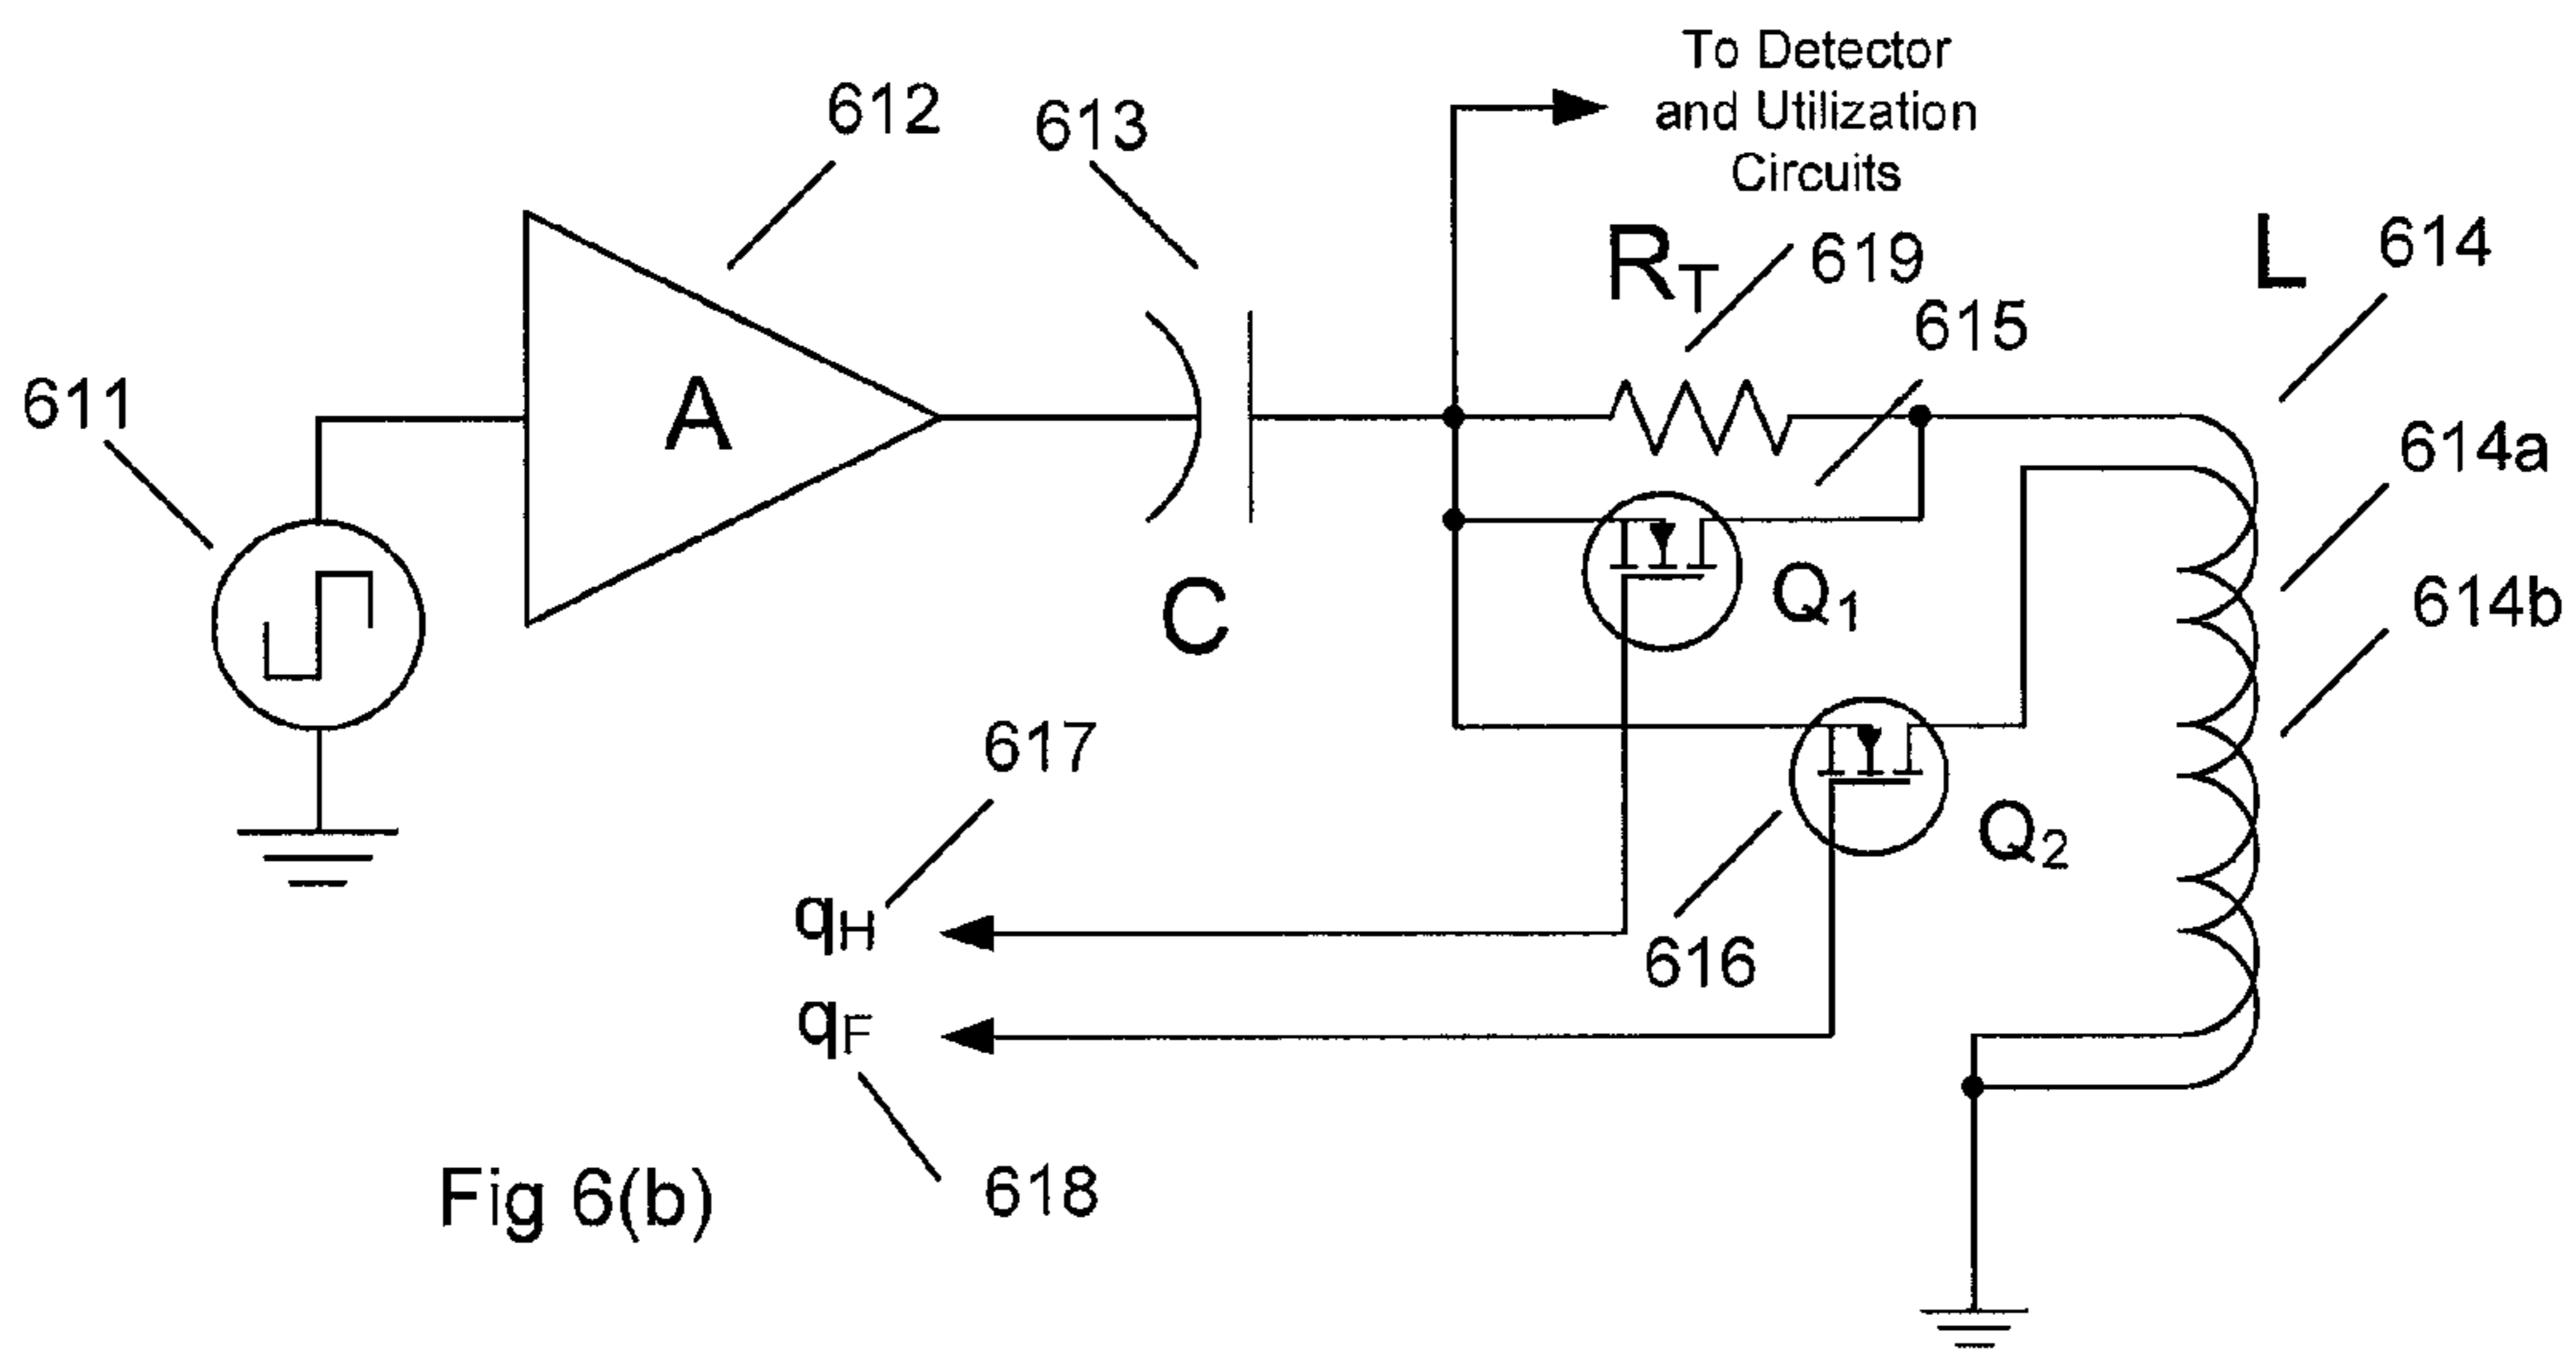 To Detector
and Utilization
Circuits
612
613
RT
619
L
614
615
611
A
614a
614b
Q1
C
617
Q2
qH
616
qF
618
Fig 6(b)